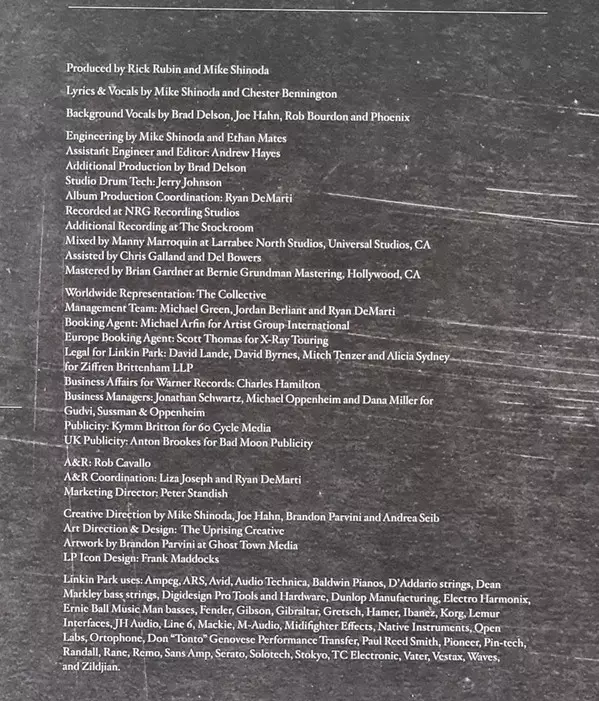 Produced by Rick Rubin and Mike Shinoda
Lyrics & Vocals by Mike Shinoda and Chester Bennington
Background Vocals by Brad Delson, Joe Hahn, Rob Bourdon and Phoenix
Engineering by Mike Shinoda and Ethan Mates
Assistant Engineer and Editor: Andrew Hayes
Additional Production by Brad Delson
Studio Drum Tech: Jerry Johnson
Album Production Coordination: Ryan DeMarti
Recorded at NRG Recording Studios
Additional Recording at The Stockroom
Mixed by Manny Marroquin at Larrabee North Studios, Universal Studios, CA
Assisted by Chris Galland and Del Bowers
Mastered by Brian Gardner at Bernie Grundman Mastering, Hollywood, CA
Worldwide Representation: The Collective
Management Team: Michael Green, Jordan Berliant and Ryan DeMarti
Booking Agent: Michael Arfin for Artist Group International
Europe Booking Agent: Scott Thomas for X-Ray Touring
Legal for Linkin Park: David Lande, David Byrnes, Mitch Tenzer and Alicia Sydney
for Ziffren Brittenham LLP
Business Affairs for Warner Records: Charles Hamilton
Business Managers: Jonathan Schwartz, Michael Oppenheim and Dana Miller for
Gudvi, Sussman & Oppenheim
Publicity: Kymm Britton for 60 Cycle Media
UK Publicity: Anton Brookes for Bad Moon Publicity
A&R: Rob Cavallo
A&R Coordination: Liza Joseph and Ryan DeMarti
Marketing Director: Peter Standish
Creative Direction by Mike Shinoda, Joe Hahn, Brandon Parvini and Andrea Seib
Art Direction & Design: The Uprising Creative
Artwork by Brandon Parvini at Ghost Town Media
LP Icon Design: Frank Maddocks
Linkin Park uses: Ampeg, ARS, Avid, Audio Technica, Baldwin Pianos, D'Addario strings, Dean
Markley bass strings, Digidesign Pro Tools and Hardware, Dunlop Manufacturing, Electro Harmonix,
Ernie Ball Music Man basses, Fender, Gibson, Gibraltar, Gretsch, Hamer, Ibanez, Korg, Lemur
Interfaces, JH Audio, Line 6, Mackie, M-Audio, Midifighter Effects, Native Instruments, Open
Labs, Ortophone, Don "Tonto" Genovese Performance Transfer, Paul Reed Smith, Pioneer, Pin-tech,
Randall, Rane, Remo, Sans Amp, Serato, Solotech, Stokyo, TC Electronic, Vater, Vestax, Waves,
and Zildjian.